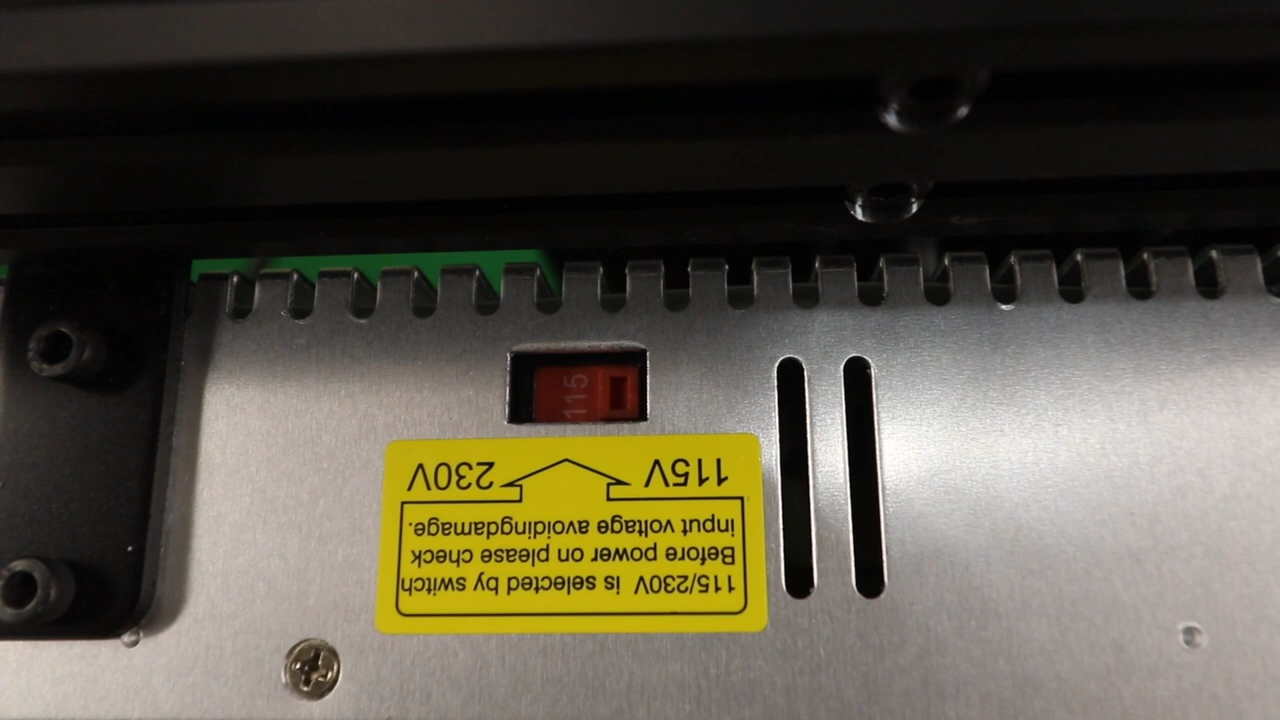 115
115V 230V
115/230V is selected by switch
Before power on please check
input voltage avoidingdamage.